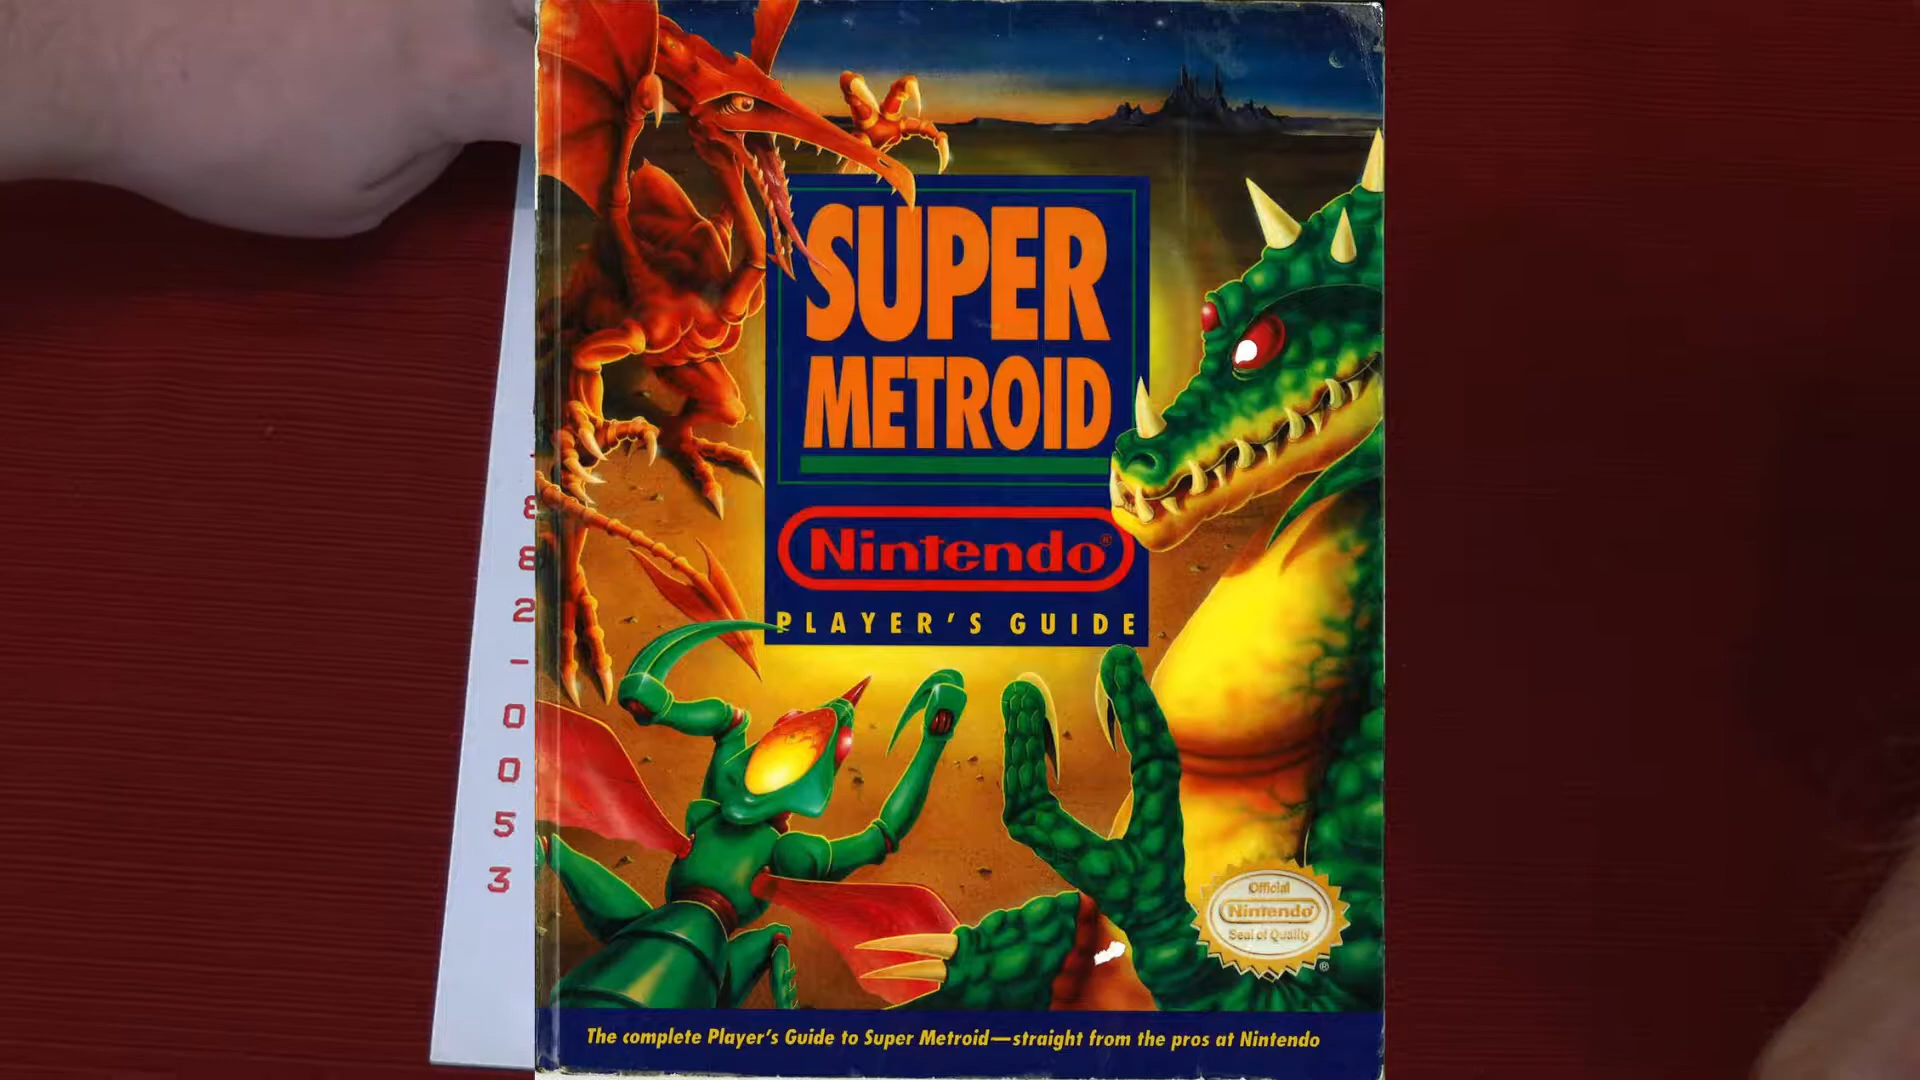 SUPER
METROID
Nintendo®
PLAYER'S GUIDE
Official
Nintendo
Seal of Quality
®
The complete Player's Guide to Super Metroid—straight from the pros at Nintendo
8
2
-
0
0
5
3